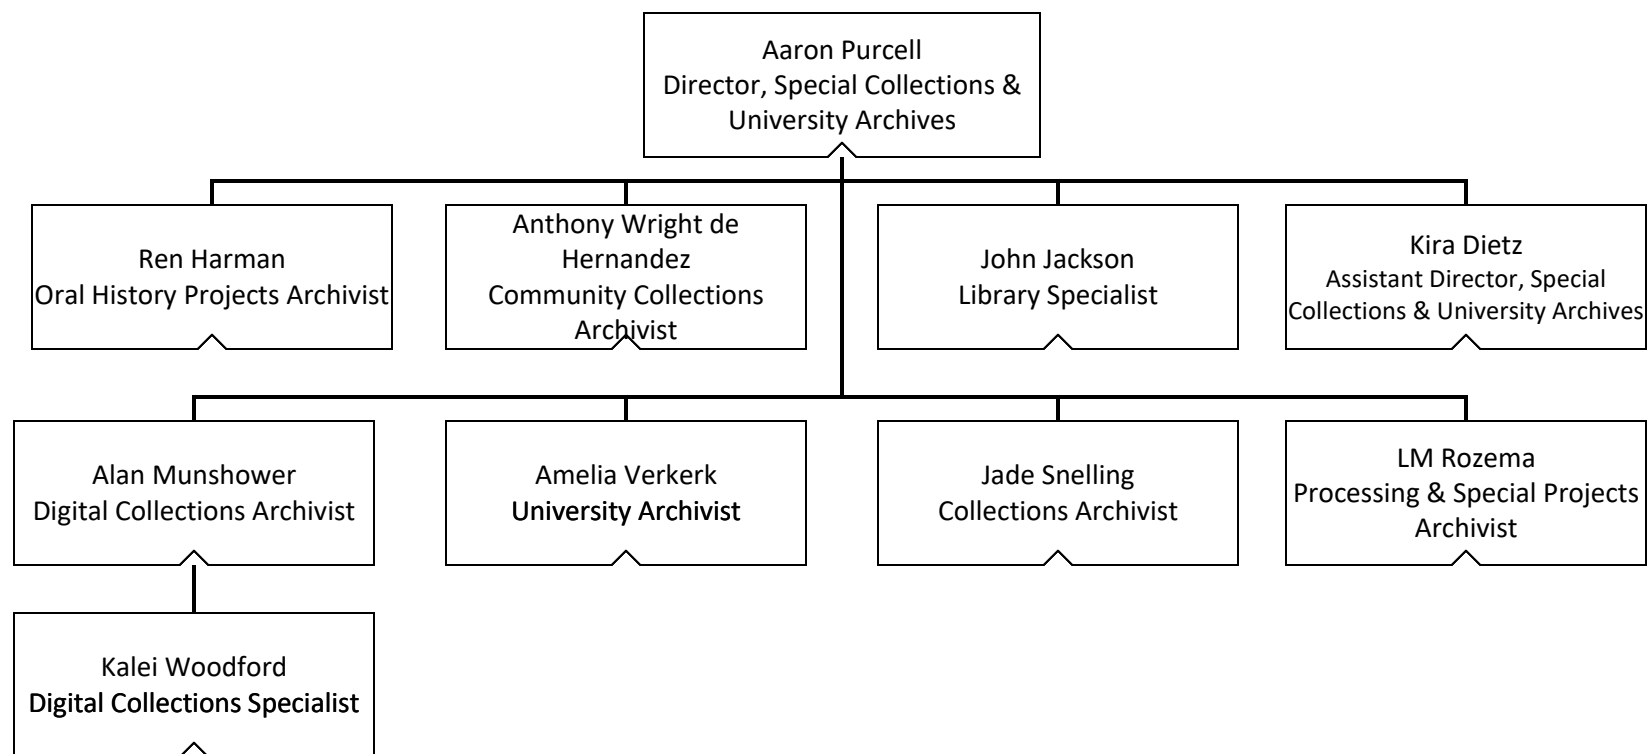 Aaron Purcell
Director, Special Collections &
University Archives
Ren Harman
Oral History Projects Archivist
Anthony Wright de
Hernandez
Community Collections
Archivist
John Jackson
Library Specialist
Kira Dietz
Assistant Director, Special
Collections & University Archives
Alan Munshower
Digital Collections Archivist
Amelia Verkerk
University Archivist
Jade Snelling
Collections Archivist
LM Rozema
Processing & Special Projects
Archivist
Kalei Woodford
Digital Collections Specialist